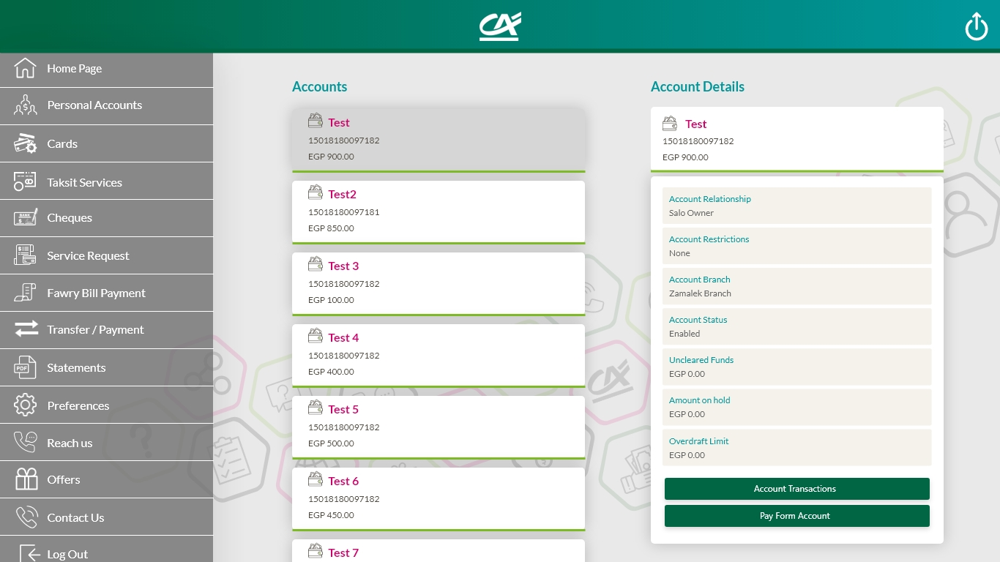 CA
Home Page
Personal Accounts
Cards
Taksit Services
Cheques
Service Request
Fawry Bill Payment
Transfer / Payment
Statements
PDF
Preferences
Reach us
Offers
Contact Us
Log Out
Accounts
Test
15018180097182
EGP 900.00
Test2
15018180097181
EGP 850.00
Test 3
15018180097182
EGP 100.00
Test 4
15018180097182
EGP 400.00
Test 5
15018180097182
EGP 500.00
Test 6
15018180097182
EGP 450.00
Test 7
Account Details
Test
15018180097182
EGP 900.00
Account Relationship
Salo Owner
Account Restrictions
None
Account Branch
Zamalek Branch
Account Status
Enabled
Uncleared Funds
EGP 0.00
Amount on hold
EGP 0.00
Overdraft Limit
EGP 0.00
Account Transactions
Pay Form Account